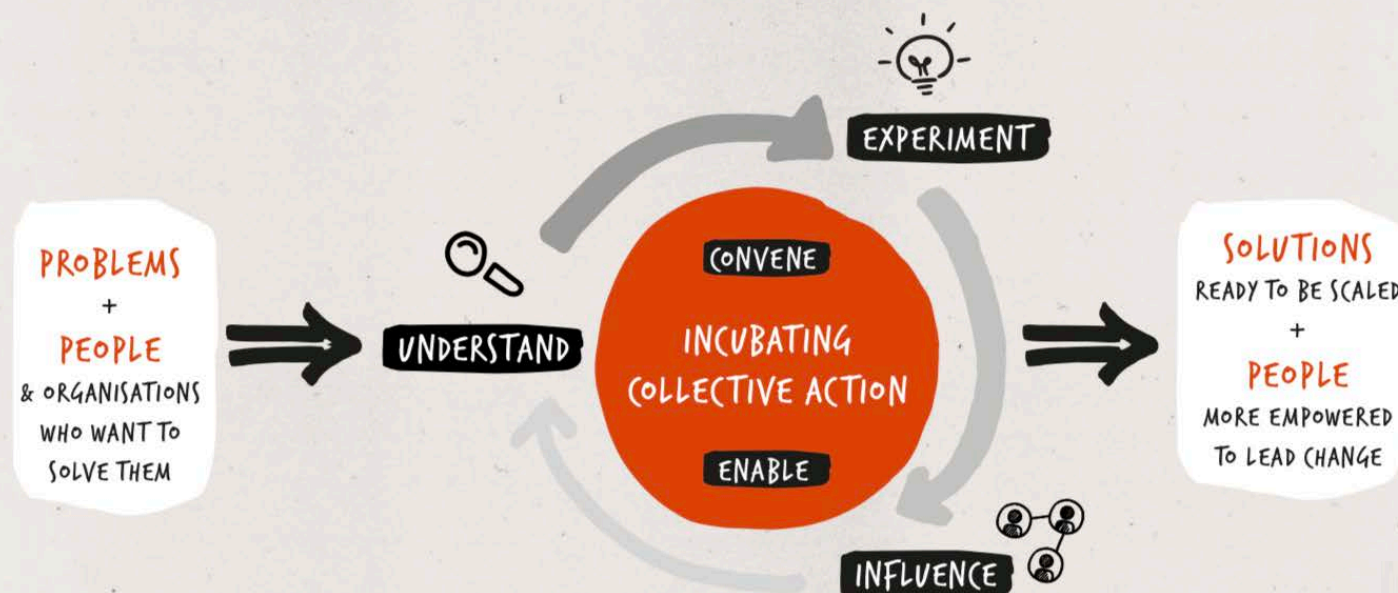 PROBLEMS
+
PEOPLE
& ORGANISATIONS
WHO WANT TO
SOLVE THEM
UNDERSTAND
EXPERIMENT
CONVENE
INCUBATING
COLLECTIVE ACTION
ENABLE
INFLUENCE
SOLUTIONS
READY TO BE SCALED
+
PEOPLE
MORE EMPOWERED
TO LEAD CHANGE